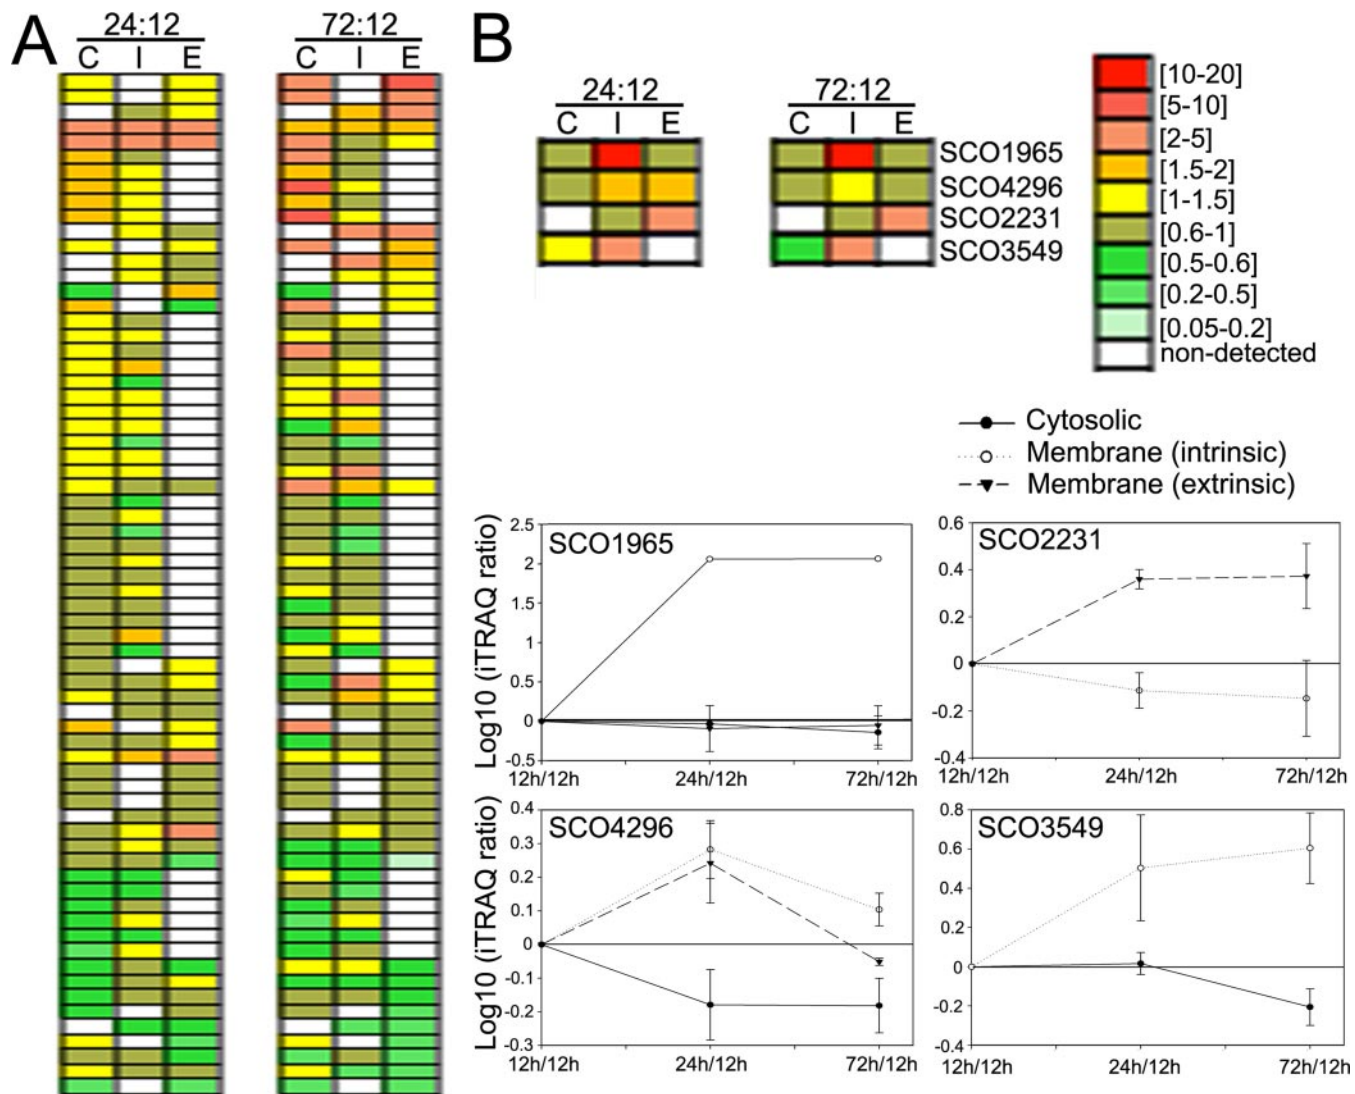 A
24:12
C I E
72:12
C I E
B
24:12
C I E
72:12
C I E
SCO1965
SCO4296
SCO2231
SCO3549
[10-20]
[5-10]
[2-5]
[1.5-2]
[1-1.5]
[0.6-1]
[0.5-0.6]
[0.2-0.5]
[0.05-0.2]
non-detected
Cytosolic
Membrane (intrinsic)
Membrane (extrinsic)
Log10 (iTRAQ ratio)
SCO1965
2.5
2
1.5
1
0.5
0
-0.5
12h/12h 24h/12h 72h/12h
SCO2231
0.6
0.4
0.2
0
-0.2
-0.4
12h/12h 24h/12h 72h/12h
Log10 (iTRAQ ratio)
SCO4296
0.4
0.3
0.2
0.1
0
-0.1
-0.2
-0.3
12h/12h 24h/12h 72h/12h
SCO3549
0.8
0.6
0.4
0.2
0
-0.2
-0.4
12h/12h 24h/12h 72h/12h